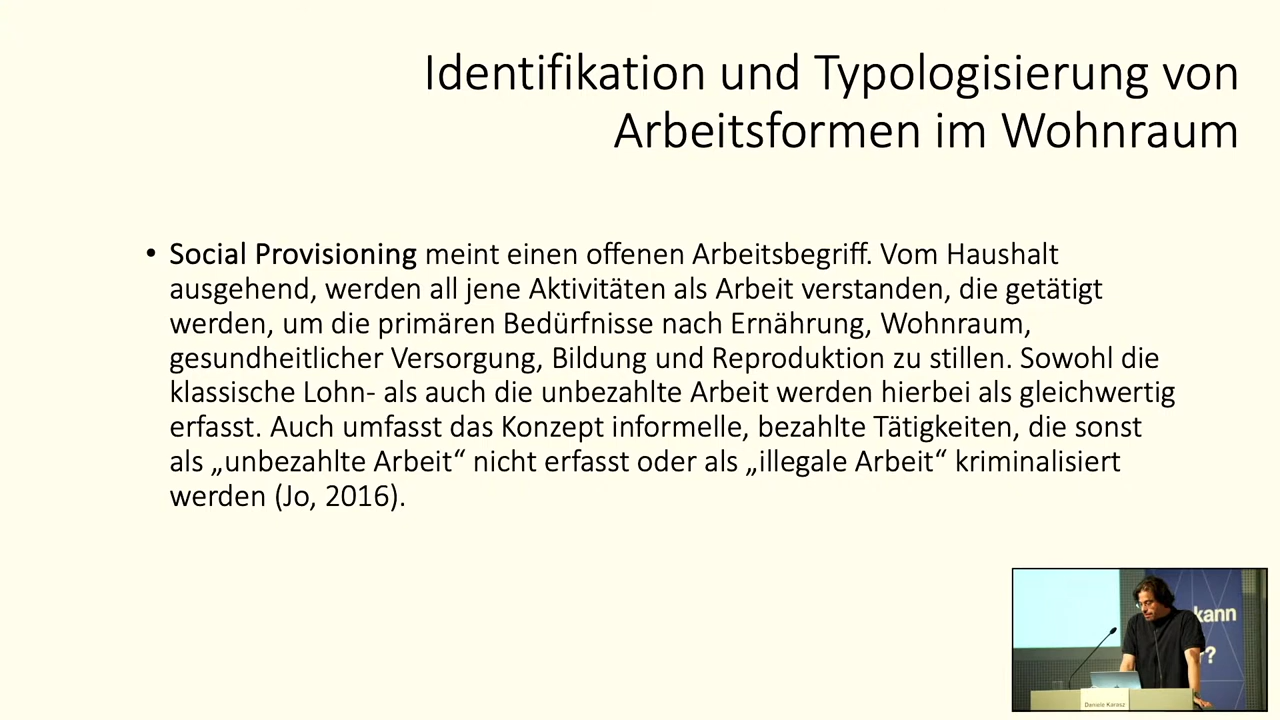 Identifikation und Typologisierung von
Arbeitsformen im Wohnraum
• Social Provisioning meint einen offenen Arbeitsbegriff. Vom Haushalt
ausgehend, werden all jene Aktivitäten als Arbeit verstanden, die getätigt
werden, um die primären Bedürfnisse nach Ernährung, Wohnraum,
gesundheitlicher Versorgung, Bildung und Reproduktion zu stillen. Sowohl die
klassische Lohn- als auch die unbezahlte Arbeit werden hierbei als gleichwertig
erfasst. Auch umfasst das Konzept informelle, bezahlte Tätigkeiten, die sonst
als „unbezahlte Arbeit“ nicht erfasst oder als „illegale Arbeit“ kriminalisiert
werden (Jo, 2016).
kann
r?
Daniele Karasz